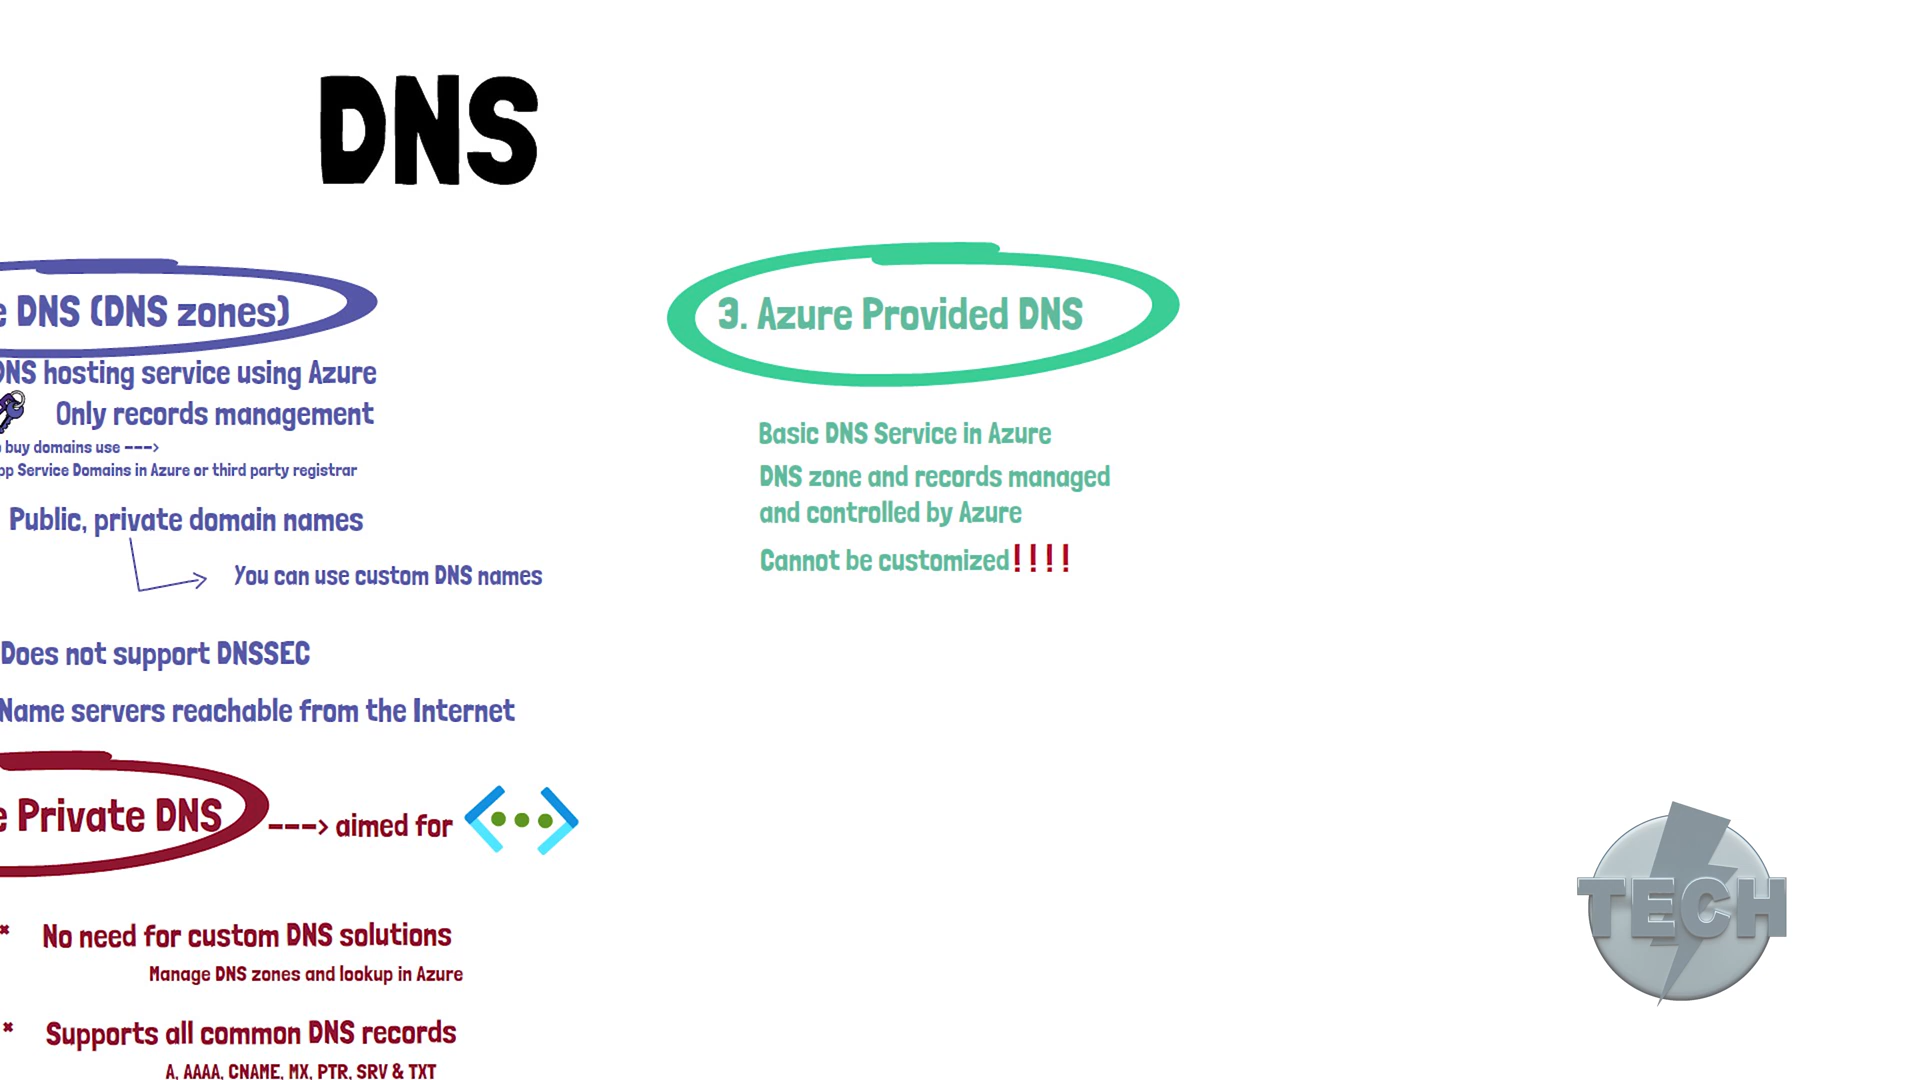 DNS
e DNS (DNS zones)
DNS hosting service using Azure
Only records management
buy domains use --->
pp Service Domains in Azure or third party registrar
Public, private domain names
You can use custom DNS names
Does not support DNSSEC
Name servers reachable from the Internet
e Private DNS
---> aimed for
* No need for custom DNS solutions
Manage DNS zones and lookup in Azure
* Supports all common DNS records
A, AAAA, CNAME, MX, PTR, SRV & TXT
3. Azure Provided DNS
Basic DNS Service in Azure
DNS zone and records managed
and controlled by Azure
Cannot be customized!!!!
TECH